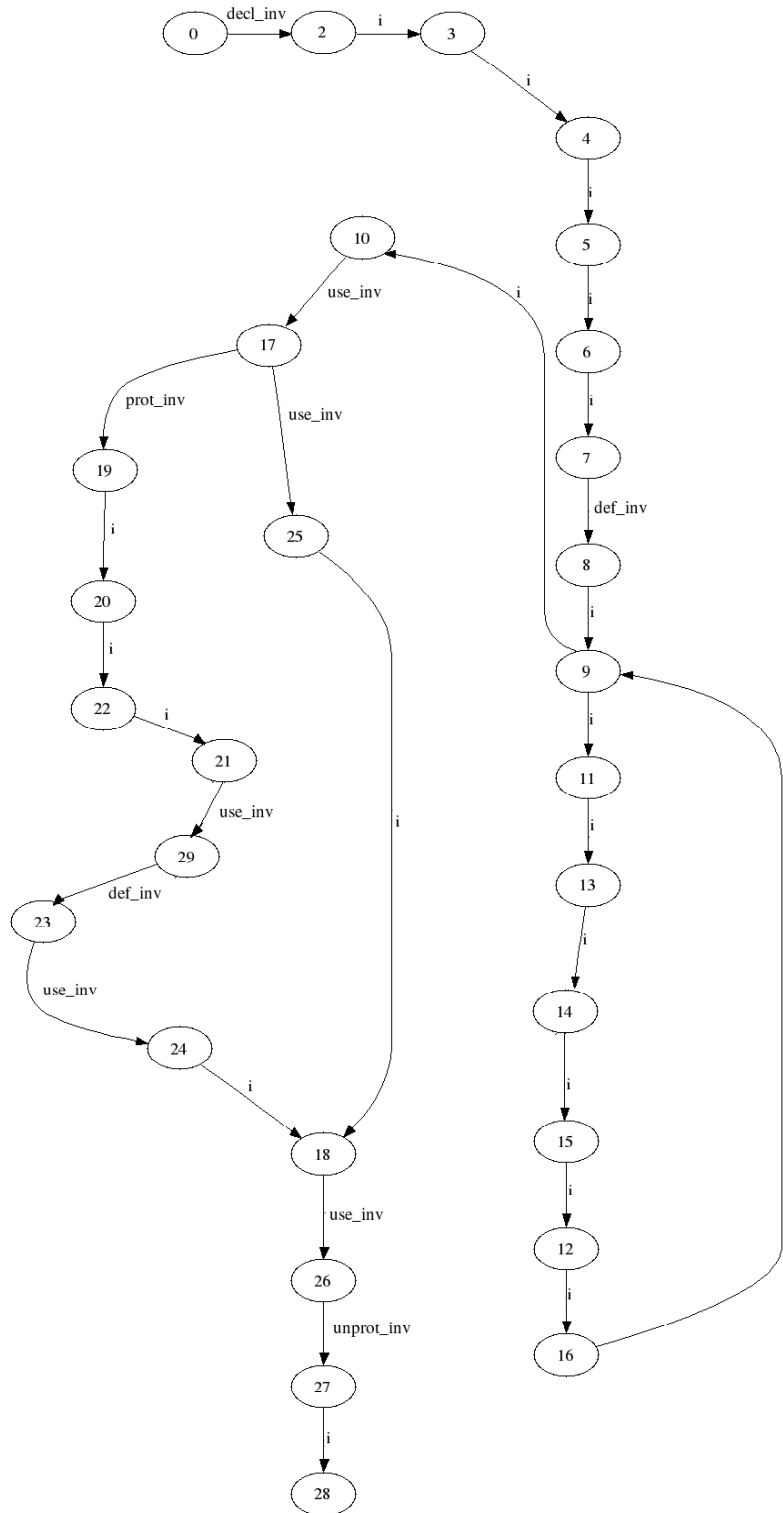 0 decl_inv 2 i 3
i
4
i
10 5
use_inv i i
17 6
prot_inv use_inv i
19 7
i 25 def_inv
20 8
i i
22 9
i 21 i
use_inv 11
29 i i
def_inv 13
23 i
use_inv 14
24 i
i 15
18 i
use_inv 12
26 i
unprot_inv 16
27
i
28